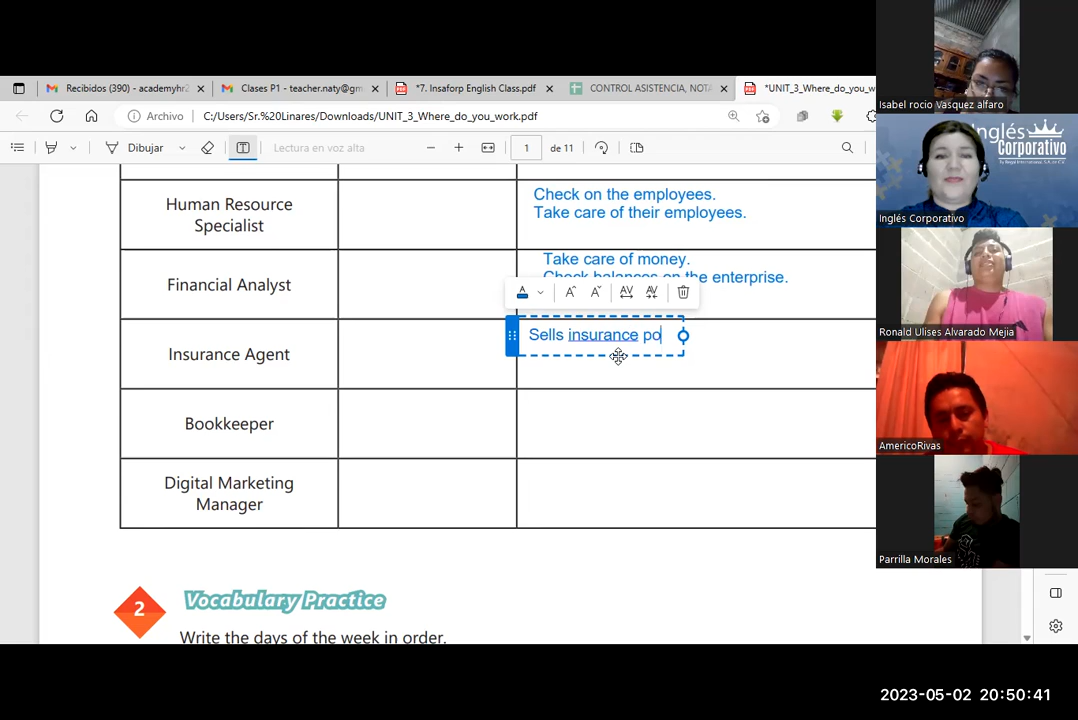 Recibidos (390) - academyhr2
Clases P1 - teacher.naty@gm
*7. Insaforp English Class.pdf
CONTROL ASISTENCIA, NOTA
*UNIT_3_Where_do_you_w
Archivo
C:/Users/Sr.%20Linares/Downloads/UNIT_3_Where_do_you_work.pdf
Dibujar
Lectura en voz alta
1
de 11
Human Resource
Specialist
Check on the employees.
Take care of their employees.
Financial Analyst
Take care of money.
Check balances on the enterprise.
Insurance Agent
Sells insurance po
Bookkeeper
Digital Marketing
Manager
2
Vocabulary Practice
Write the days of the week in order.
Isabel rocio Vasquez alfaro
Inglés
Corporativo
Inglés Corporativo
Ronald Ulises Alvarado Mejia
AmericoRivas
Parrilla Morales
2023-05-02 20:50:41